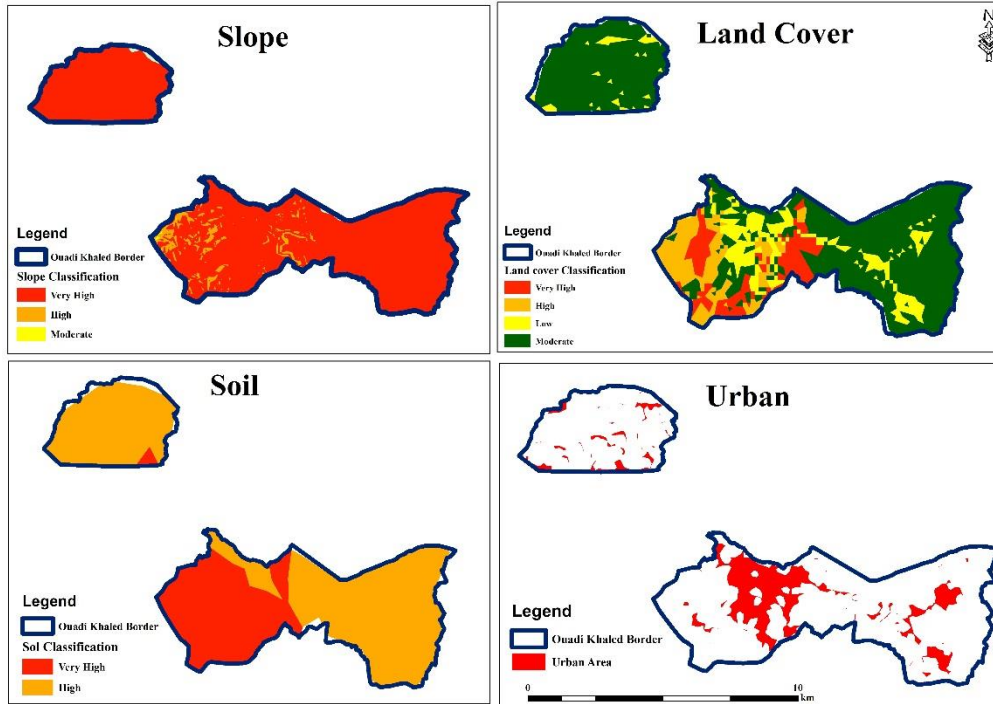 Slope
Legend
Ouadi Khaled Border
Slope Classification
Very High
High
Moderate
Land Cover
N
Legend
Ouadi Khaled Border
Land cover Classification
Very High
High
Low
Moderate
Soil
Legend
Ouadi Khaled Border
Sol Classification
Very High
High
Urban
Legend
Ouadi Khaled Border
Urban Area
0 10
km